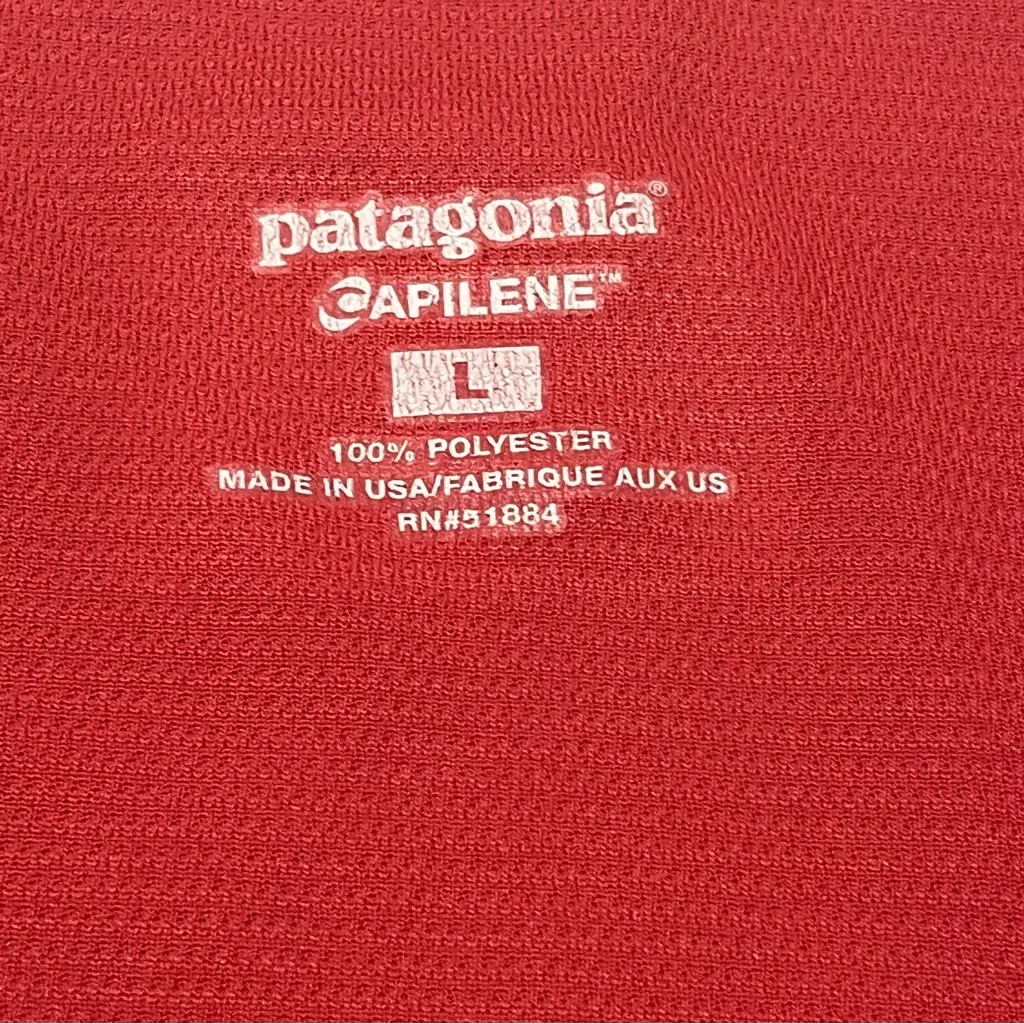 patagonia®
CAPILENE™
L
100% POLYESTER
MADE IN USA/FABRIQUE AUX US
RN#51884